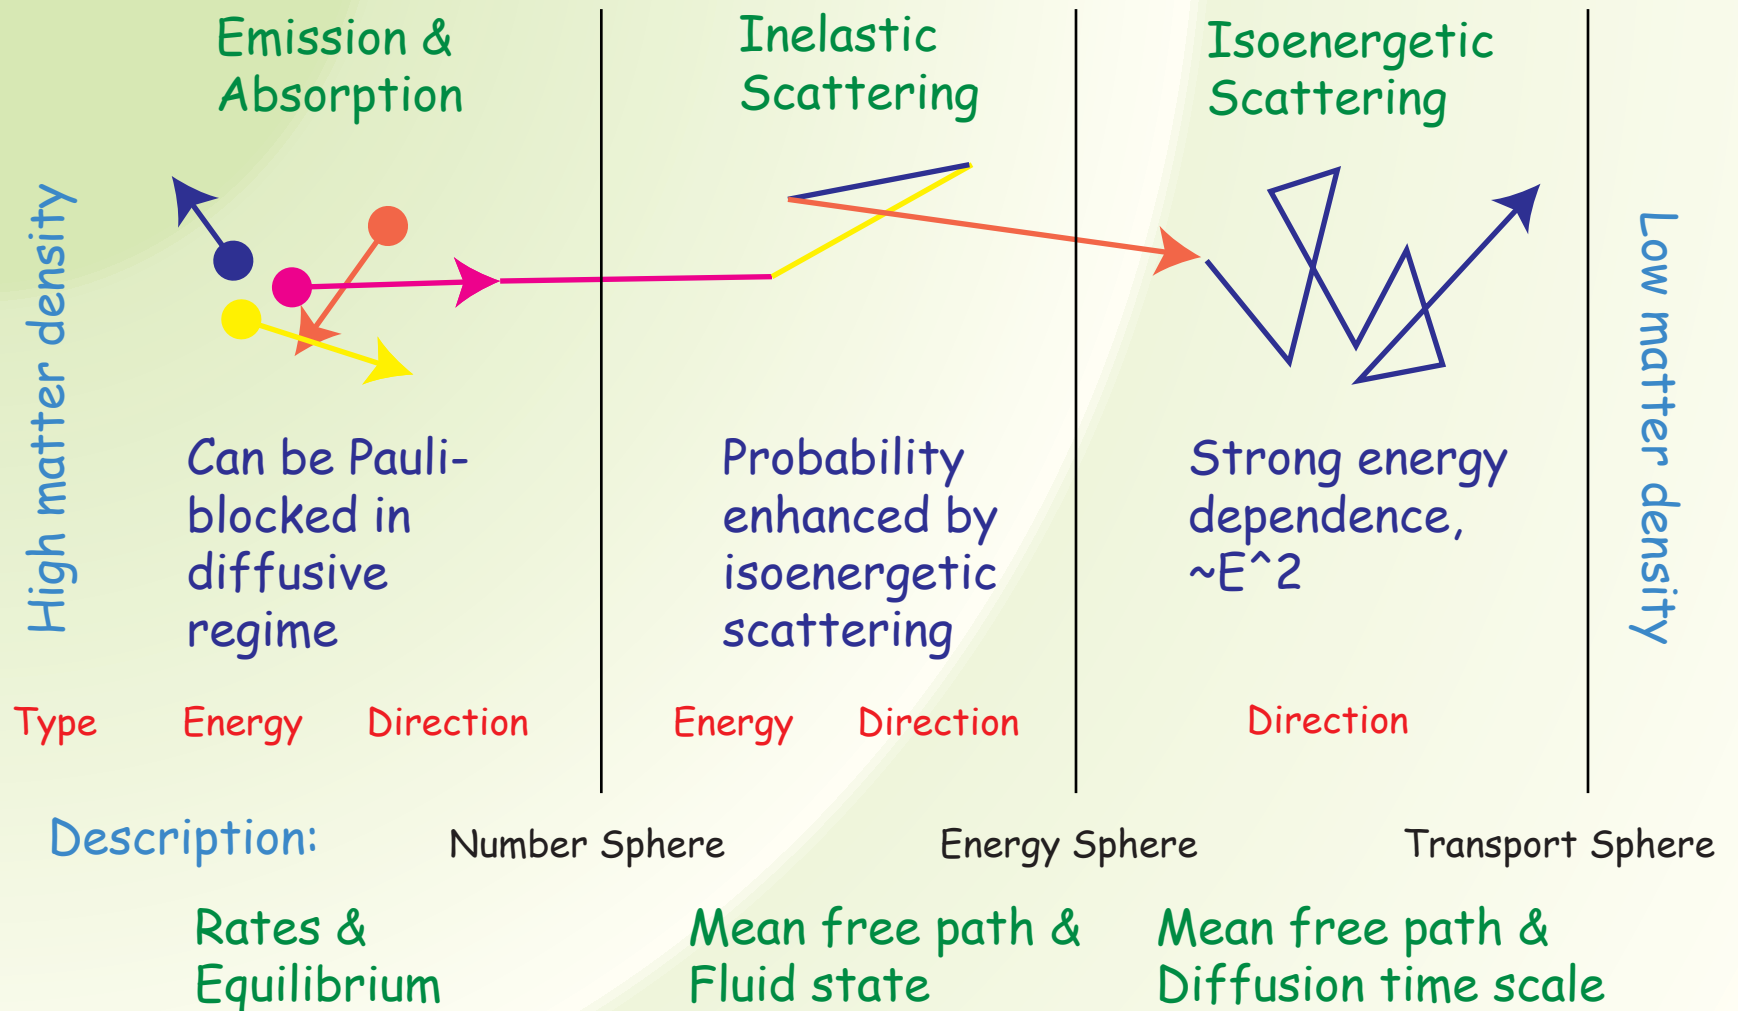 Emission &
Absorption
Inelastic
Scattering
Isoenergetic
Scattering
High matter density
Low matter density
Can be Pauli-
blocked in
diffusive
regime
Probability
enhanced by
isoenergetic
scattering
Strong energy
dependence,
~E^2
Type Energy Direction
Energy Direction
Direction
Description:
Number Sphere
Energy Sphere
Transport Sphere
Rates &
Equilibrium
Mean free path &
Fluid state
Mean free path &
Diffusion time scale